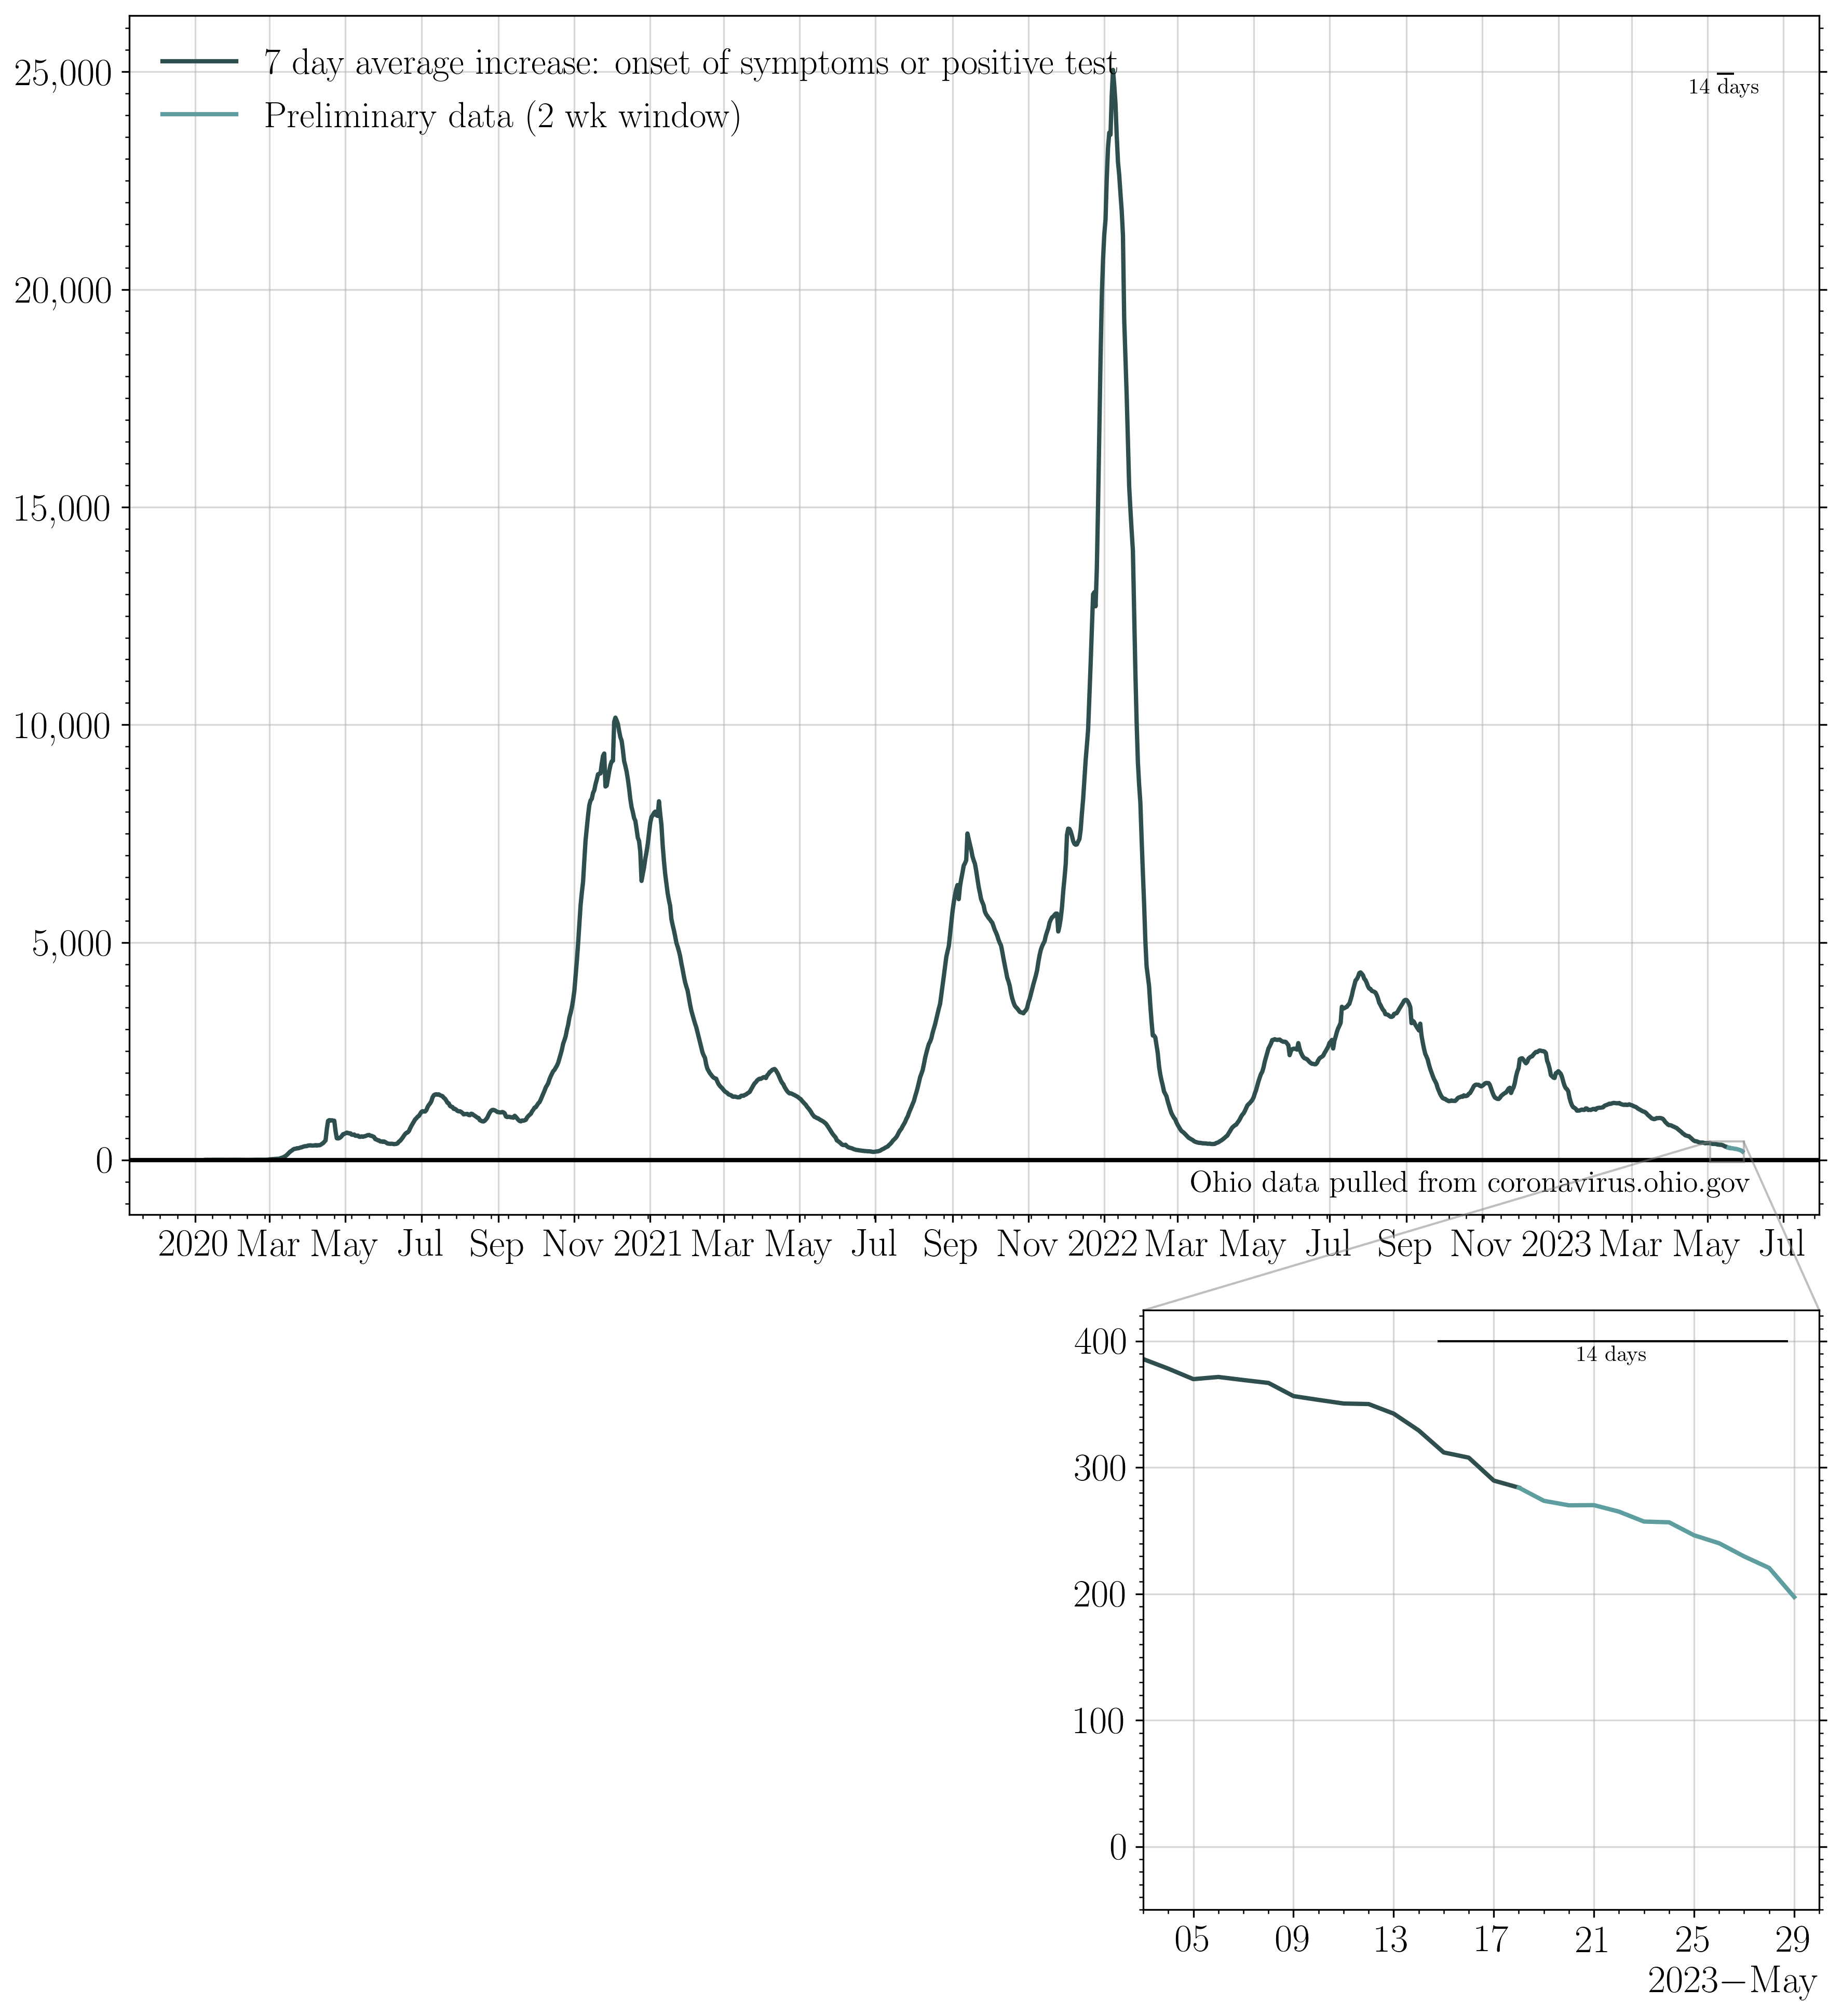 7 day average increase: onset of symptoms or positive test
Preliminary data (2 wk window)
14 days
25,000
20,000
15,000
10,000
5,000
0
Ohio data pulled from coronavirus.ohio.gov
2020 Mar May Jul Sep Nov 2021 Mar May Jul Sep Nov 2022 Mar May Jul Sep Nov 2023 Mar May Jul
400
14 days
300
200
100
0
05 09 13 17 21 25 29
2023−May